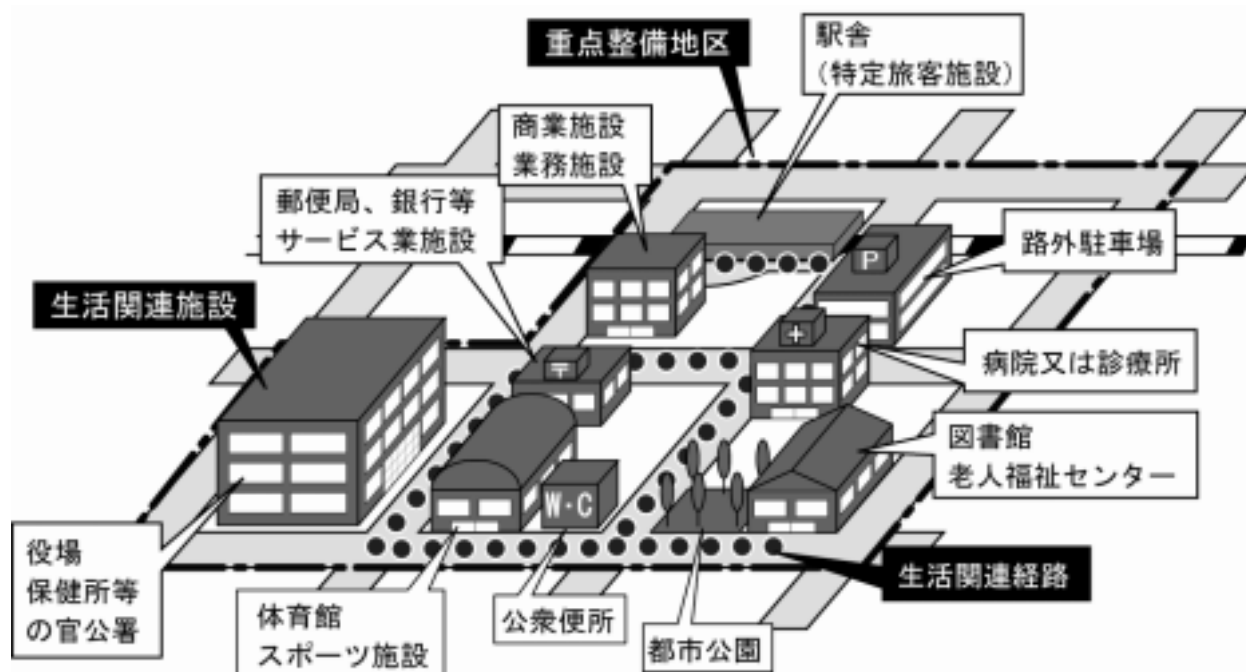 重点整備地区
駅舎
(特定旅客施設)
商業施設
業務施設
郵便局、銀行等
サービス業施設
路外駐車場
P
生活関連施設
〒
病院又は診療所
図書館
老人福祉センター
W・C
役場
保健所等
の官公署
生活関連経路
体育館
スポーツ施設
公衆便所
都市公園